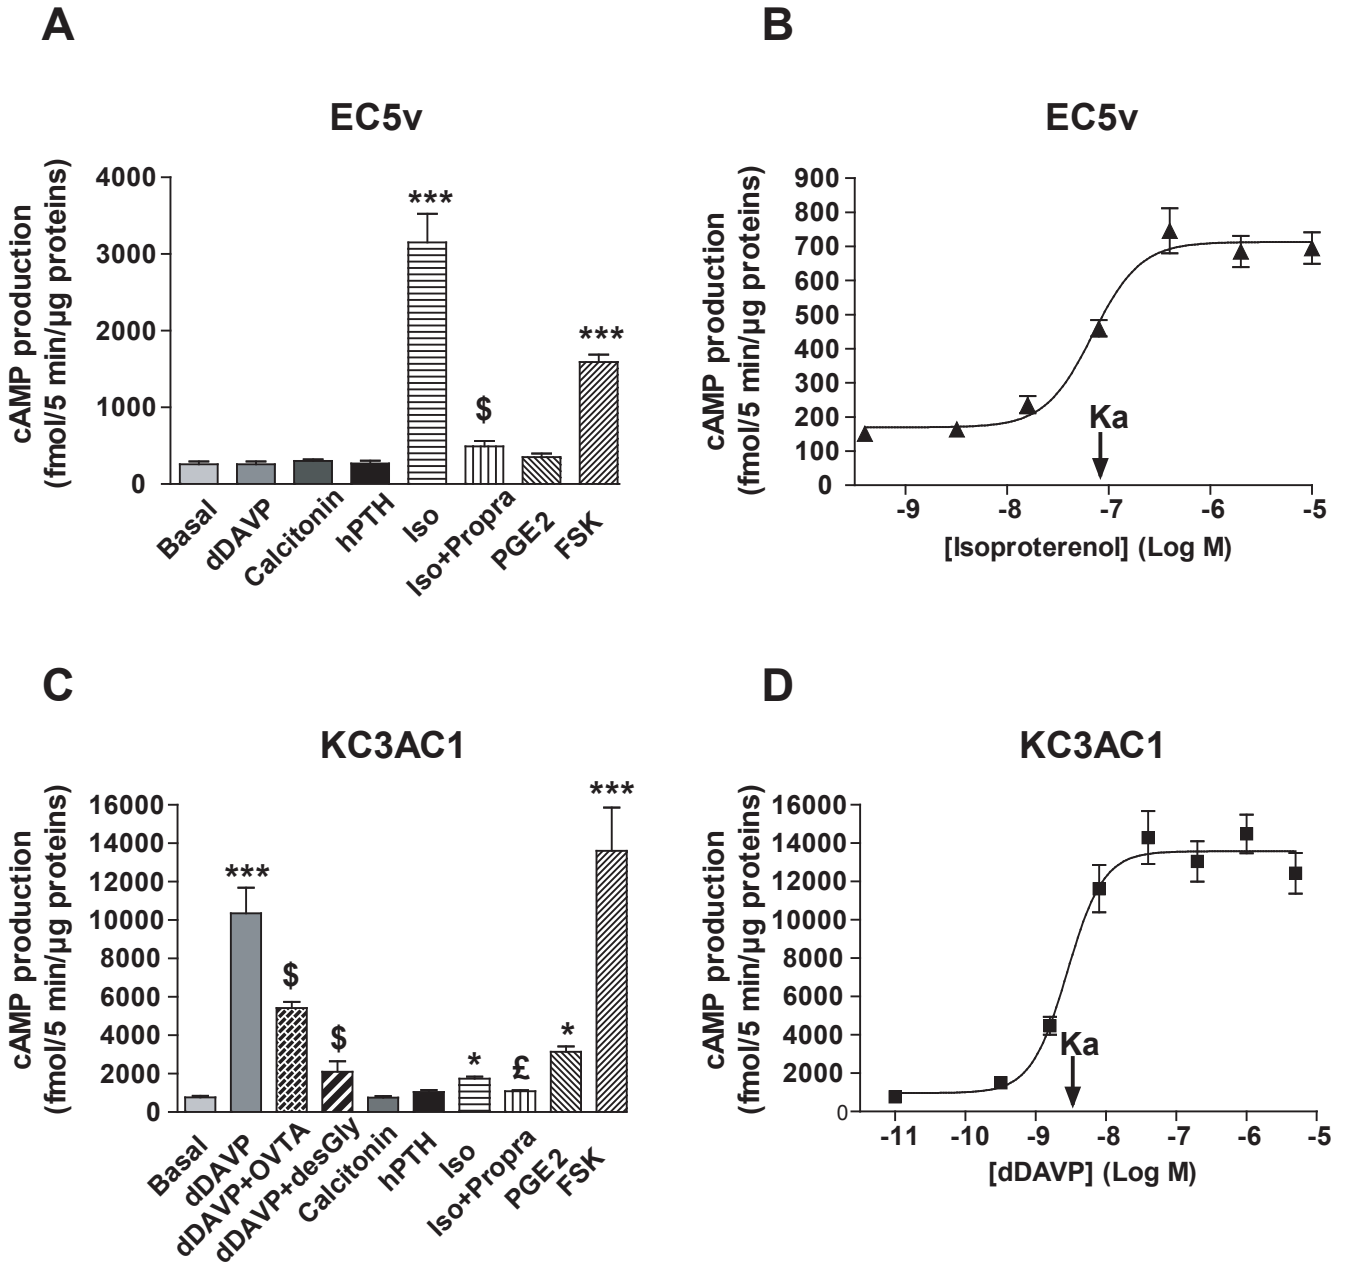 A
EC5v
cAMP production
(fmol/5 min/µg proteins)
4000
3000
2000
1000
0
***
$
***
Basal
dDAVP
Calcitonin
hPTH
Iso
Iso+Propra
PGE2
FSK
B
EC5v
cAMP production
(fmol/5 min/µg proteins)
900
800
700
600
500
400
300
200
100
0
Ka
-9
-8
-7
-6
-5
[Isoproterenol] (Log M)
C
KC3AC1
cAMP production
(fmol/5 min/µg proteins)
16000
14000
12000
10000
8000
6000
4000
2000
0
***
$
$
*
£
*
***
Basal
dDAVP
dDAVP+OVTA
dDAVP+desGly
Calcitonin
hPTH
Iso
Iso+Propra
PGE2
FSK
D
KC3AC1
cAMP production
(fmol/5 min/µg proteins)
16000
14000
12000
10000
8000
6000
4000
2000
0
Ka
-11
-10
-9
-8
-7
-6
-5
[dDAVP] (Log M)